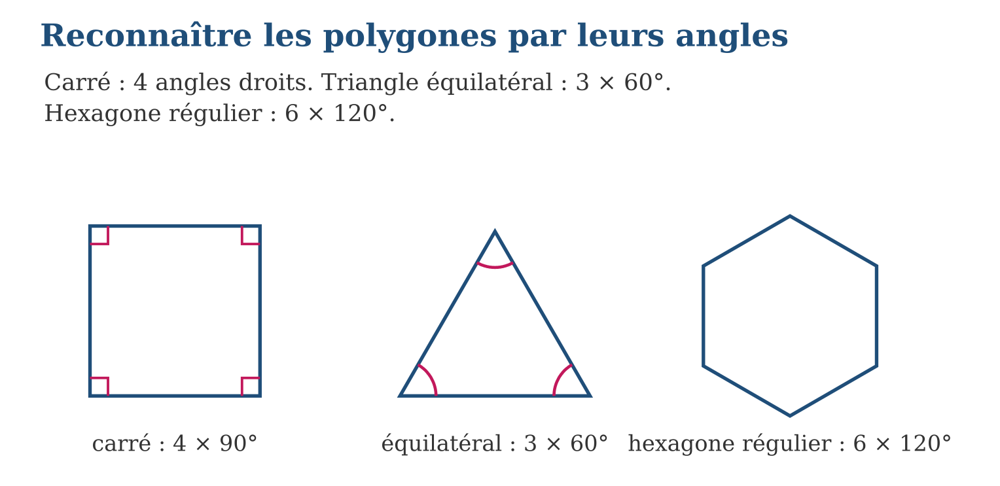 Reconnaître les polygones par leurs angles
Carré : 4 angles droits. Triangle équilatéral : 3 × 60°.
Hexagone régulier : 6 × 120°.
carré : 4 × 90°
équilatéral : 3 × 60°
hexagone régulier : 6 × 120°